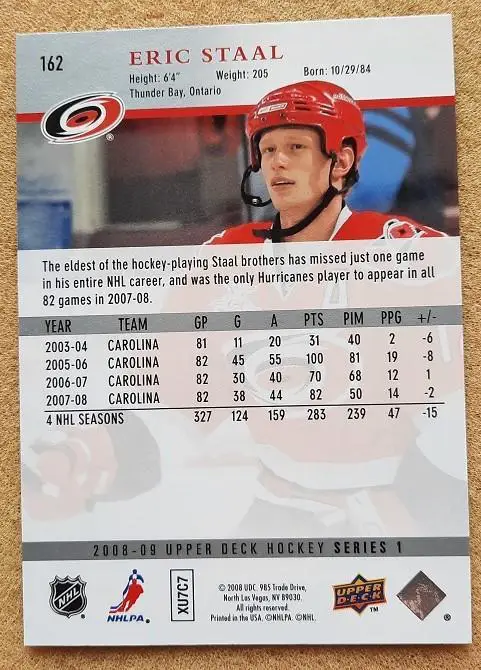 162
ERIC STAAL
Height: 6'4" Weight: 205 Born: 10/29/84
Thunder Bay, Ontario
®
The eldest of the hockey-playing Staal brothers has missed just one game
in his entire NHL career, and was the only Hurricanes player to appear in all
82 games in 2007-08.
YEAR TEAM GP G A PTS PIM PPG +/-
2003-04 CAROLINA 81 11 20 31 40 2 -6
2005-06 CAROLINA 82 45 55 100 81 19 -8
2006-07 CAROLINA 82 30 40 70 68 12 1
2007-08 CAROLINA 82 38 44 82 50 14 -2
4 NHL SEASONS 327 124 159 283 239 47 -15
2008-09 UPPER DECK HOCKEY SERIES 1
NHL
NHLPA.
XU7C7
© 2008 UDC. 985 Trade Drive,
North Las Vegas, NV 89030.
All rights reserved.
Printed in the USA. ©NHLPA. ©NHL.
UPPER DECK
TM
®